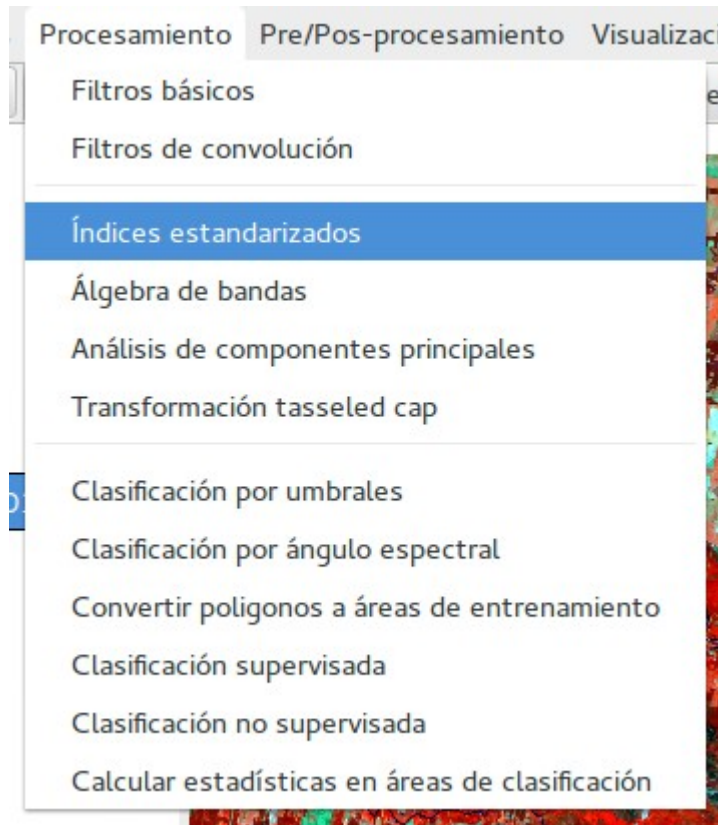 Procesamiento Pre/Pos-procesamiento
Filtros básicos
Filtros de convolución
Índices estandarizados
Álgebra de bandas
Análisis de componentes principales
Transformación tasseled cap
Clasificación por umbrales
Clasificación por ángulo espectral
Convertir poligonos a áreas de entrenamiento
Clasificación supervisada
Clasificación no supervisada
Calcular estadísticas en áreas de clasificación